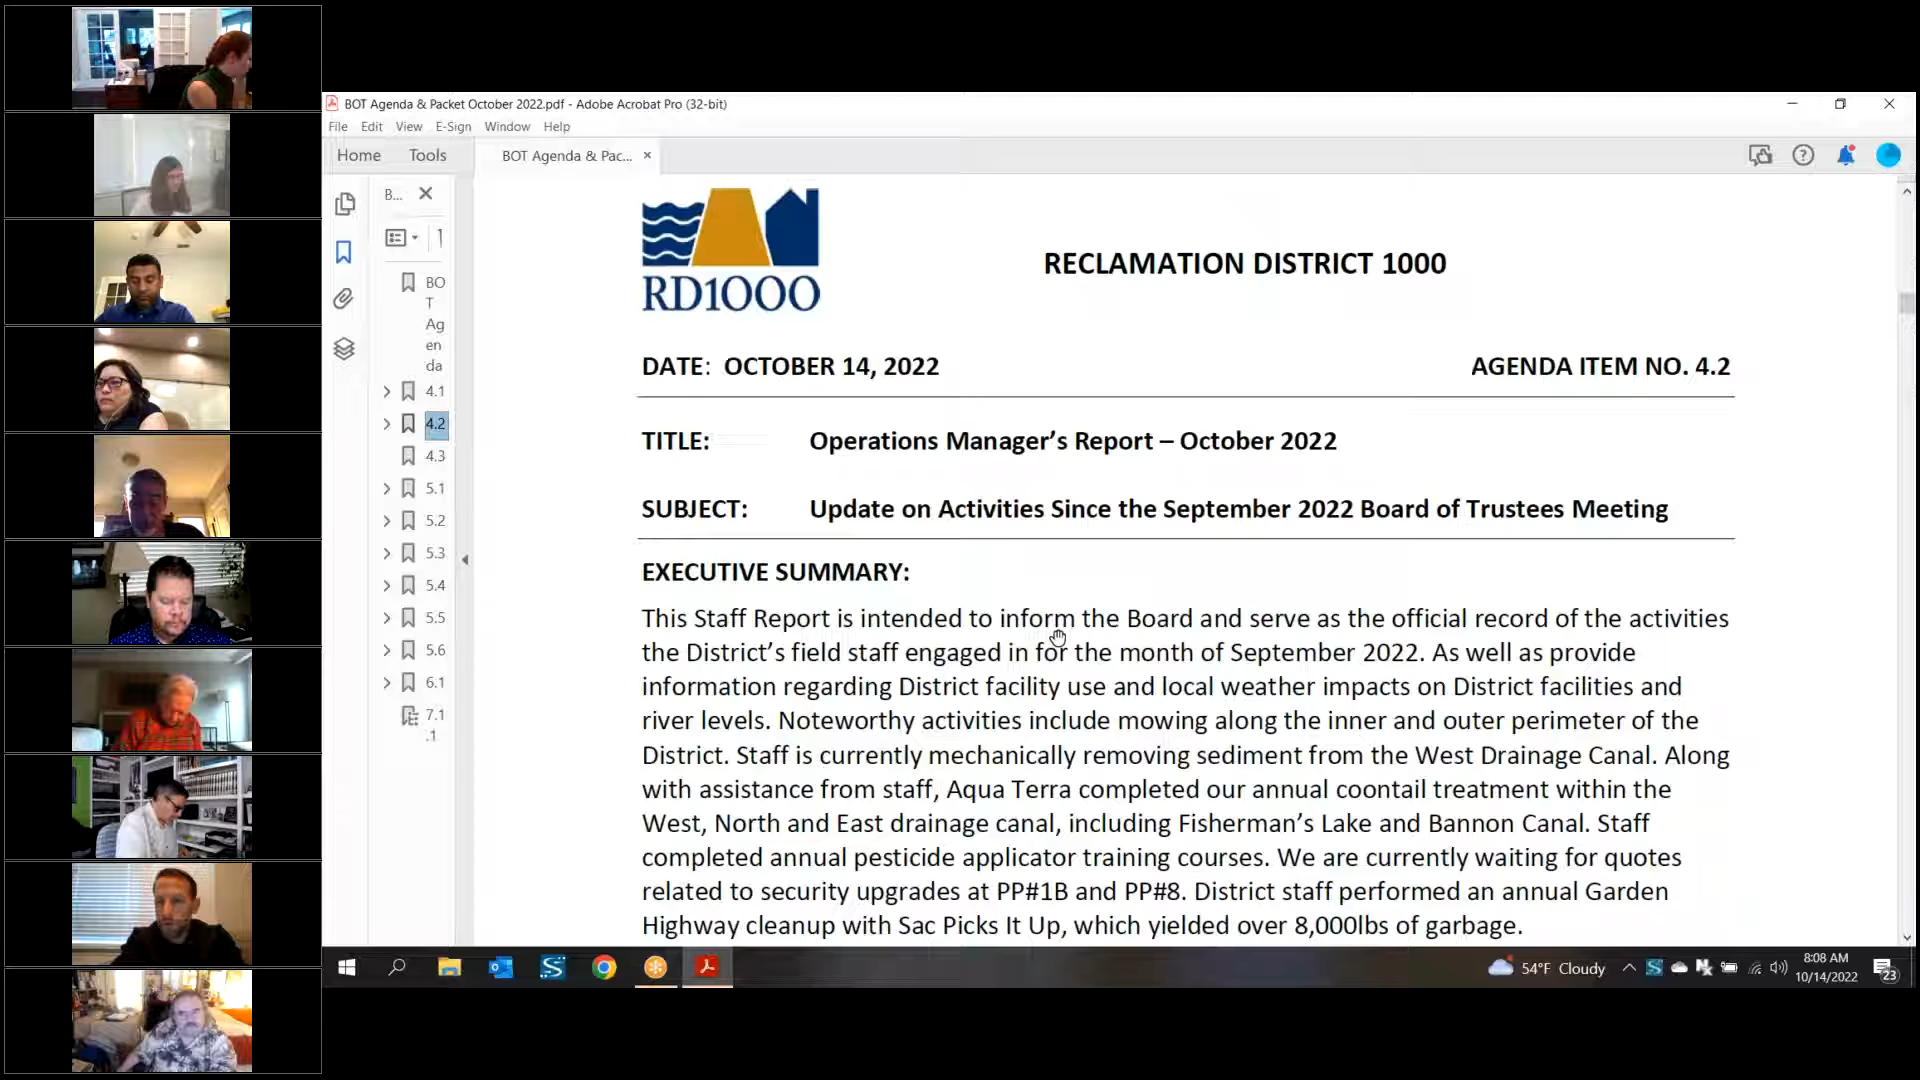 BOT Agenda & Packet October 2022.pdf - Adobe Acrobat Pro (32-bit)
File Edit View E-Sign Window Help
Home Tools BOT Agenda & Pac...
B...
BO
T
Ag
en
da
4.1
4.2
4.3
5.1
5.2
5.3
5.4
5.5
5.6
6.1
7.1
.1
RD1000
RECLAMATION DISTRICT 1000
DATE: OCTOBER 14, 2022 AGENDA ITEM NO. 4.2
TITLE: Operations Manager’s Report – October 2022
SUBJECT: Update on Activities Since the September 2022 Board of Trustees Meeting
EXECUTIVE SUMMARY:
This Staff Report is intended to inform the Board and serve as the official record of the activities
the District’s field staff engaged in for the month of September 2022. As well as provide
information regarding District facility use and local weather impacts on District facilities and
river levels. Noteworthy activities include mowing along the inner and outer perimeter of the
District. Staff is currently mechanically removing sediment from the West Drainage Canal. Along
with assistance from staff, Aqua Terra completed our annual coontail treatment within the
West, North and East drainage canal, including Fisherman’s Lake and Bannon Canal. Staff
completed annual pesticide applicator training courses. We are currently waiting for quotes
related to security upgrades at PP#1B and PP#8. District staff performed an annual Garden
Highway cleanup with Sac Picks It Up, which yielded over 8,000lbs of garbage.
54°F Cloudy
8:08 AM
10/14/2022
23